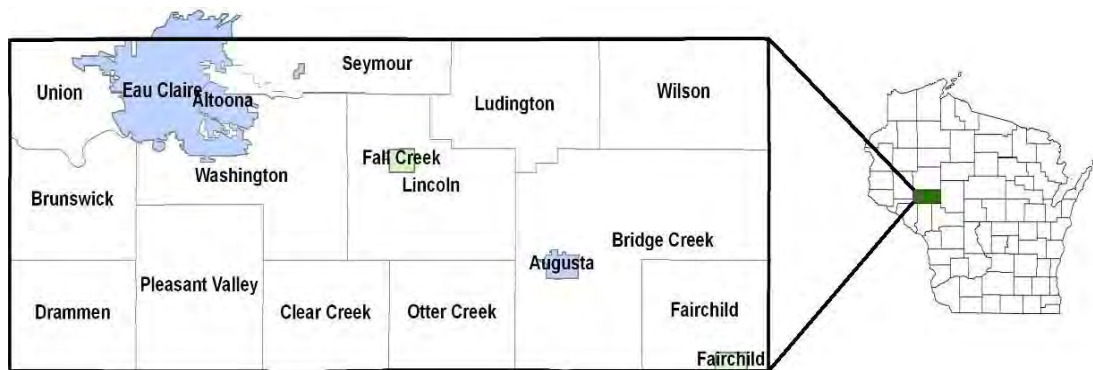 Seymour
Union
Eau Claire
Altoona
Ludington
Wilson
Fall Creek
Washington
Lincoln
Brunswick
Bridge Creek
Augusta
Pleasant Valley
Drammen
Clear Creek
Otter Creek
Fairchild
Fairchild